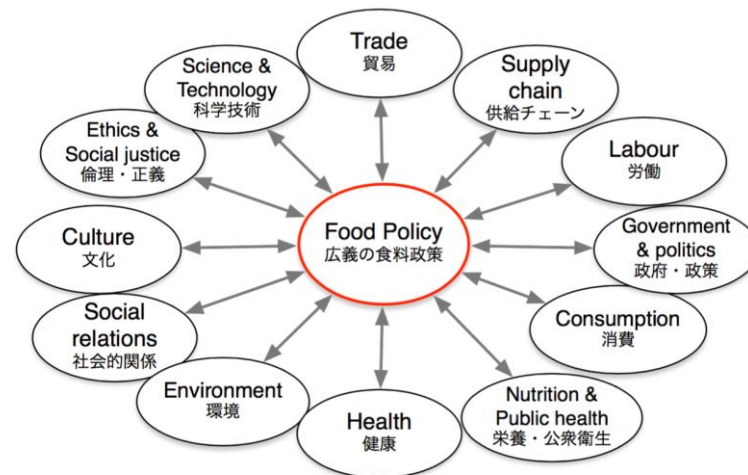 Trade
貿易
Supply
chain
供給チェーン
Labour
労働
Government
& politics
政府・政策
Consumption
消費
Nutrition &
Public health
栄養・公衆衛生
Health
健康
Environment
環境
Social
relations
社会的関係
Culture
文化
Ethics &
Social justice
倫理・正義
Science &
Technology
科学技術
Food Policy
広義の食料政策